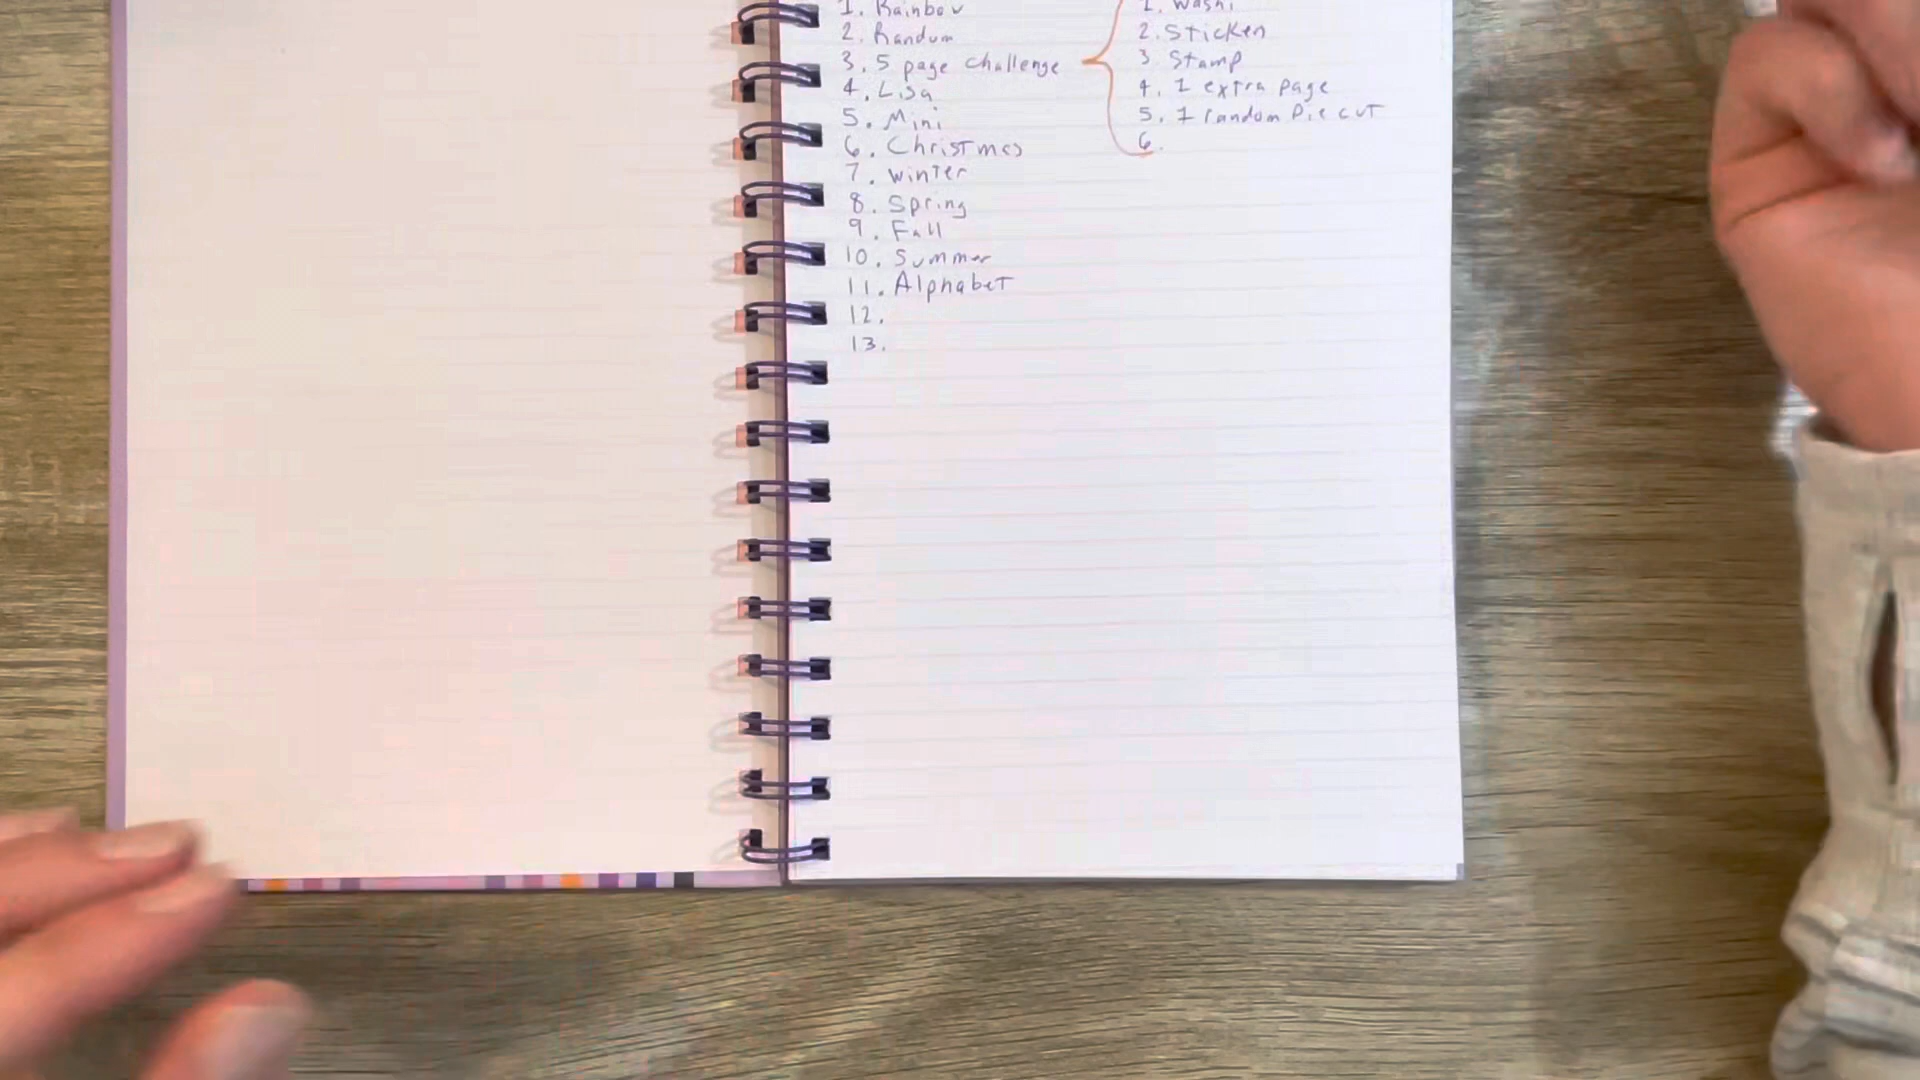 1. Rainbow
2. Random
3. 5 page challenge
4. Lisa
5. Mini
6. Christmas
7. Winter
8. Spring
9. Fall
10. Summer
11. Alphabet
12.
13.
1. Washi
2. Sticken
3 Stamp
4. 1 extra page
5. 1 random Die cut
6.